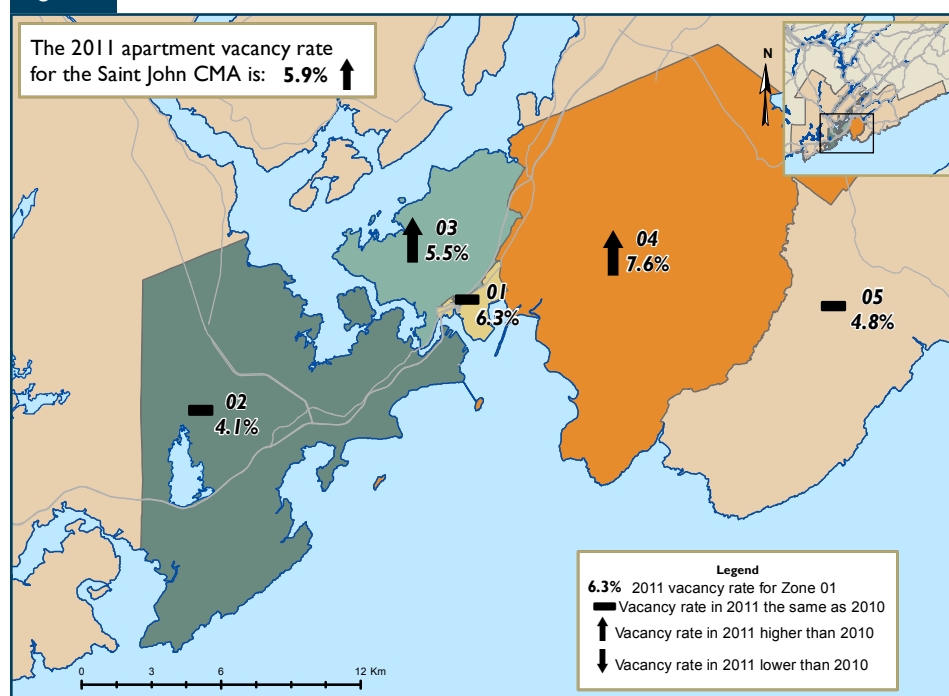 The 2011 apartment vacancy rate
for the Saint John CMA is: 5.9%
N
03
5.5%
04
7.6%
01
6.3%
05
4.8%
02
4.1%
Legend
6.3% 2011 vacancy rate for Zone 01
Vacancy rate in 2011 the same as 2010
Vacancy rate in 2011 higher than 2010
Vacancy rate in 2011 lower than 2010
0 3 6 12 Km